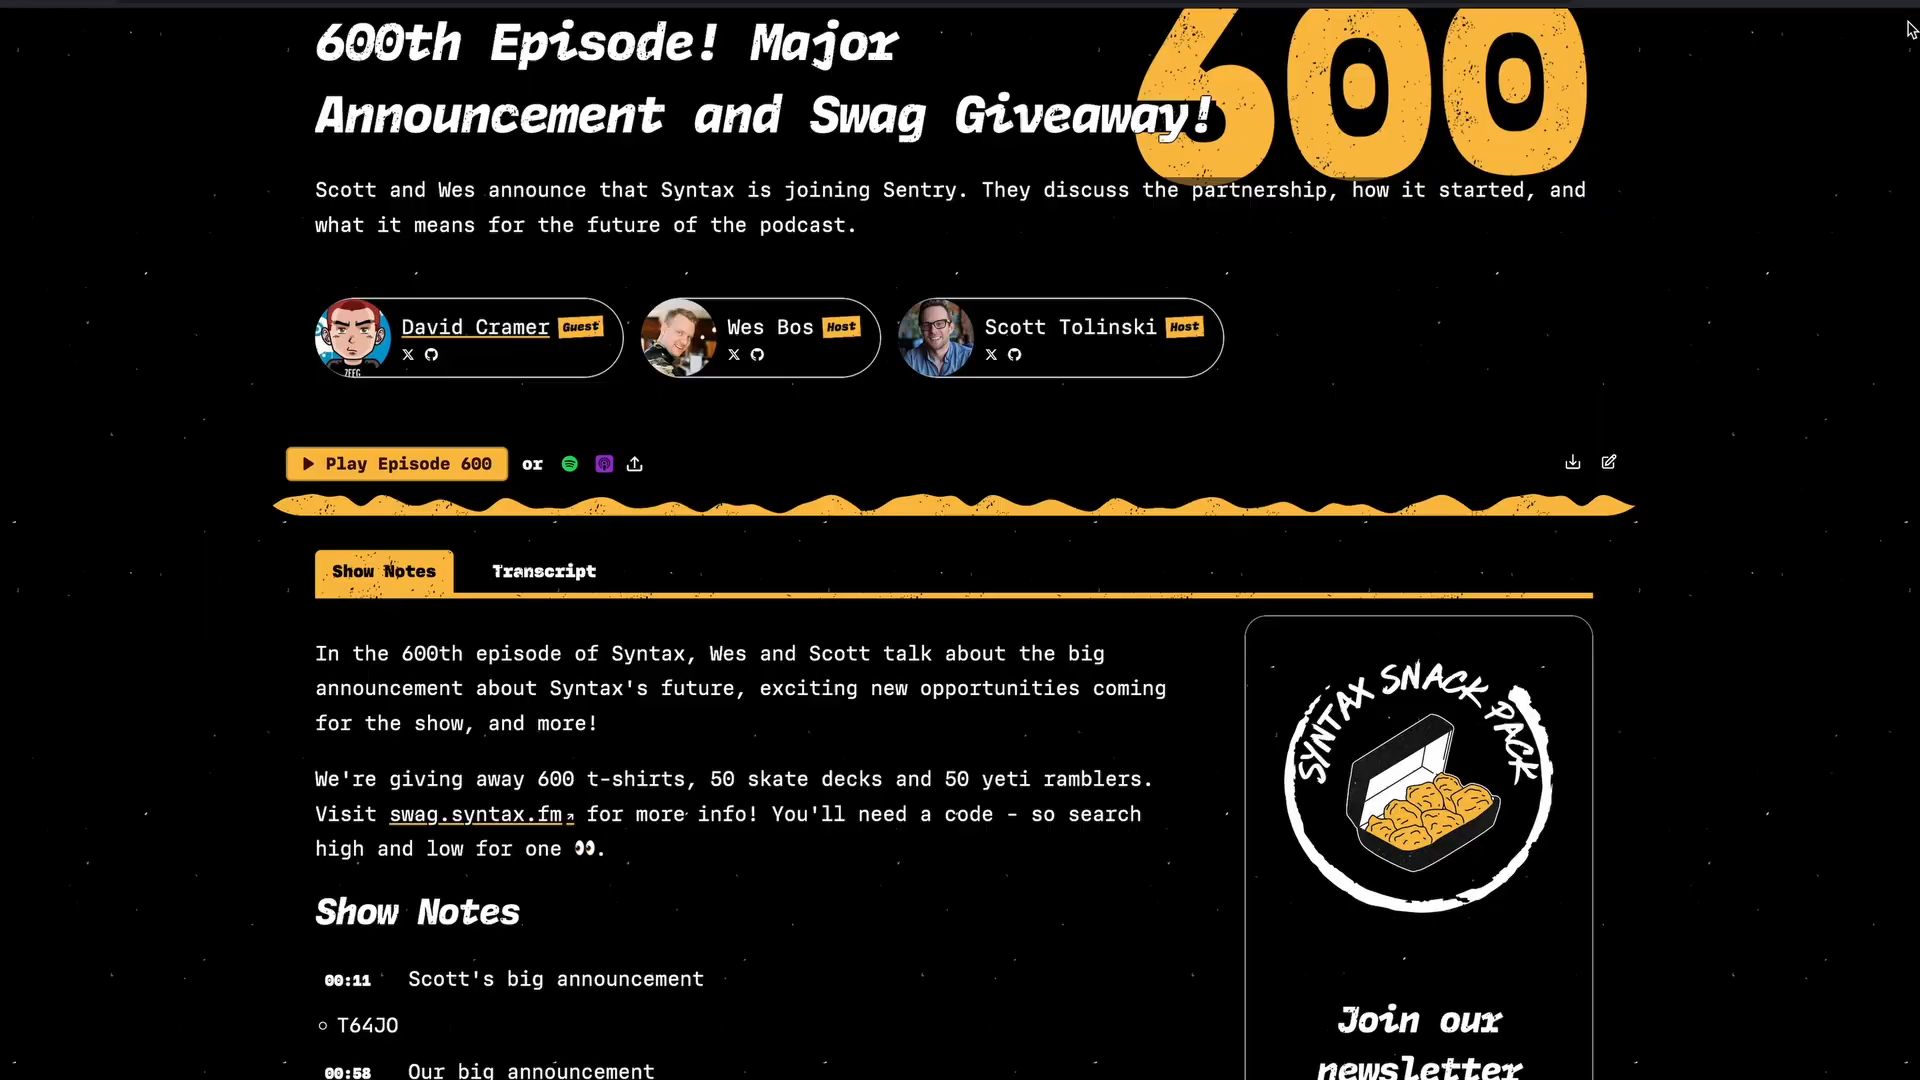 600th Episode! Major
Announcement and Swag Giveaway!
600
Scott and Wes announce that Syntax is joining Sentry. They discuss the partnership, how it started, and
what it means for the future of the podcast.
David Cramer Guest
ZEEG
Wes Bos Host
Scott Tolinski Host
Play Episode 600 or
Show Notes Transcript
In the 600th episode of Syntax, Wes and Scott talk about the big
announcement about Syntax's future, exciting new opportunities coming
for the show, and more!
We're giving away 600 t-shirts, 50 skate decks and 50 yeti ramblers.
Visit swag.syntax.fm for more info! You'll need a code - so search
high and low for one 👀.
Show Notes
00:11 Scott's big announcement
T64JO
00:58 Our big announcement
SYNTAX SNACK PACK
Join our
newsletter